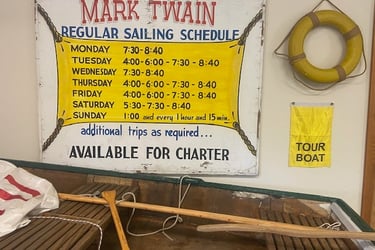 MARK TWAIN
REGULAR SAILING SCHEDULE
MONDAY 7:30-8:40
TUESDAY 4:00-6:00-7:30-8:40
WEDNESDAY 7:30-8:40
THURSDAY 4:00-6:00-7:30-8:40
FRIDAY 4:00-6:00-7:30-8:40
SATURDAY 5:30-7:30-8:40
SUNDAY 1:00 and every 1 hour and 15 min.
additional trips as required...
AVAILABLE FOR CHARTER
TOUR
BOAT